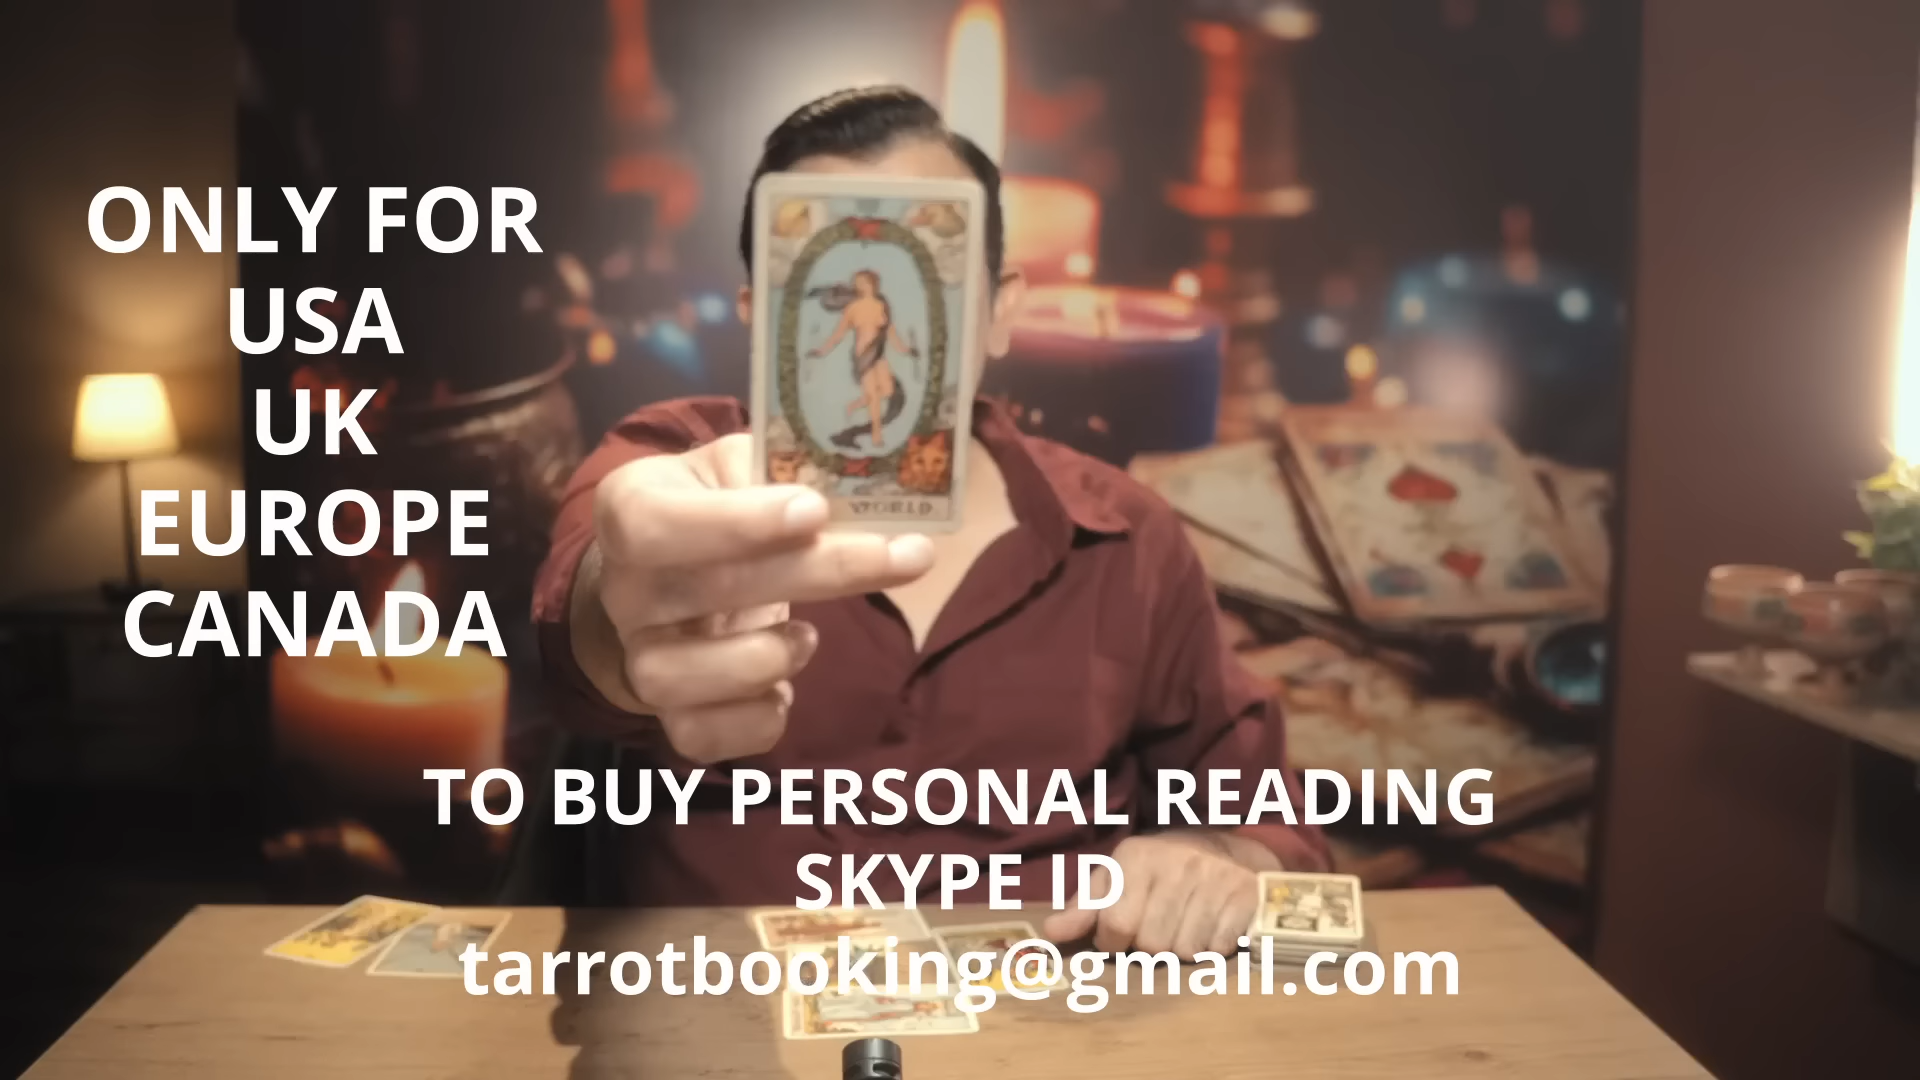 ONLY FOR
USA
UK
EUROPE
CANADA
WORLD
TO BUY PERSONAL READING
SKYPE ID
tarrotbooking@gmail.com